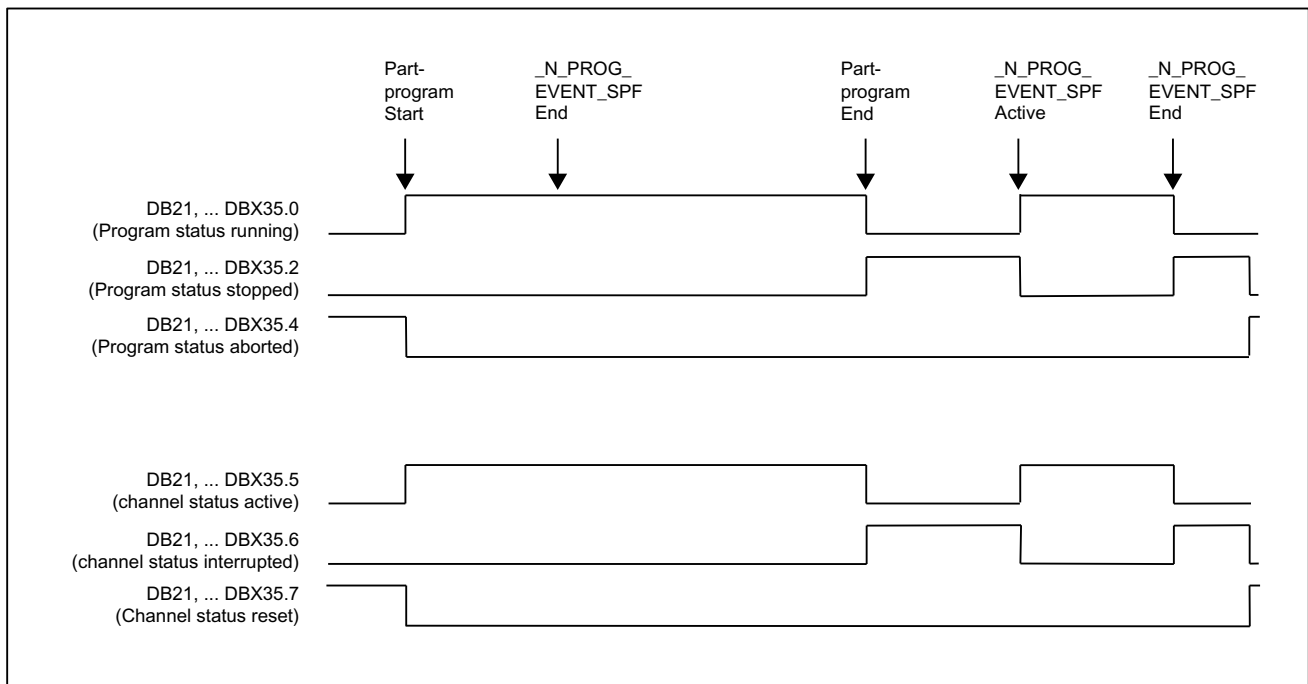 Part-
program
Start
_N_PROG_
EVENT_SPF
End
Part-
program
End
_N_PROG_
EVENT_SPF
Active
_N_PROG_
EVENT_SPF
End
DB21, ... DBX35.0
(Program status running)
DB21, ... DBX35.2
(Program status stopped)
DB21, ... DBX35.4
(Program status aborted)
DB21, ... DBX35.5
(channel status active)
DB21, ... DBX35.6
(channel status interrupted)
DB21, ... DBX35.7
(Channel status reset)